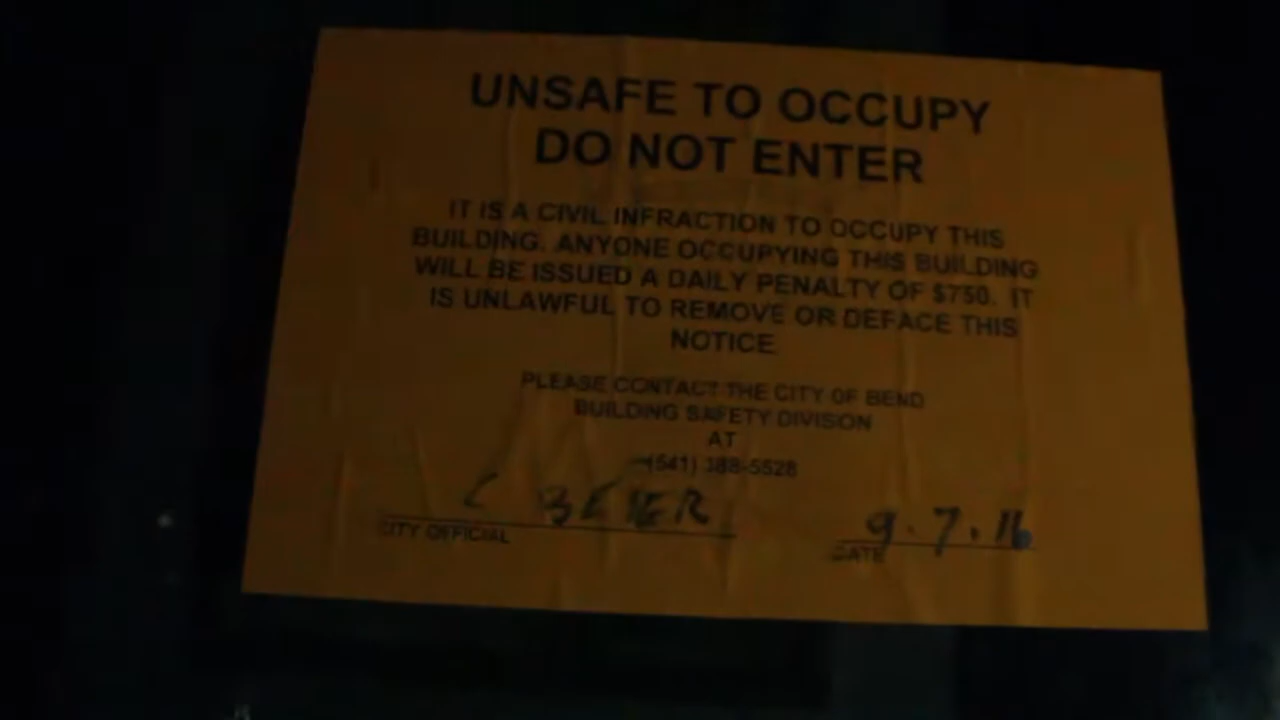 UNSAFE TO OCCUPY
DO NOT ENTER
IT IS A CIVIL INFRACTION TO OCCUPY THIS
BUILDING. ANYONE OCCUPYING THIS BUILDING
WILL BE ISSUED A DAILY PENALTY OF $750. IT
IS UNLAWFUL TO REMOVE OR DEFACE THIS
NOTICE
PLEASE CONTACT THE CITY OF BEND
BUILDING SAFETY DIVISON
AT
(541) 388-5528
C BEIER 9.7.16
CITY OFFICIAL DATE